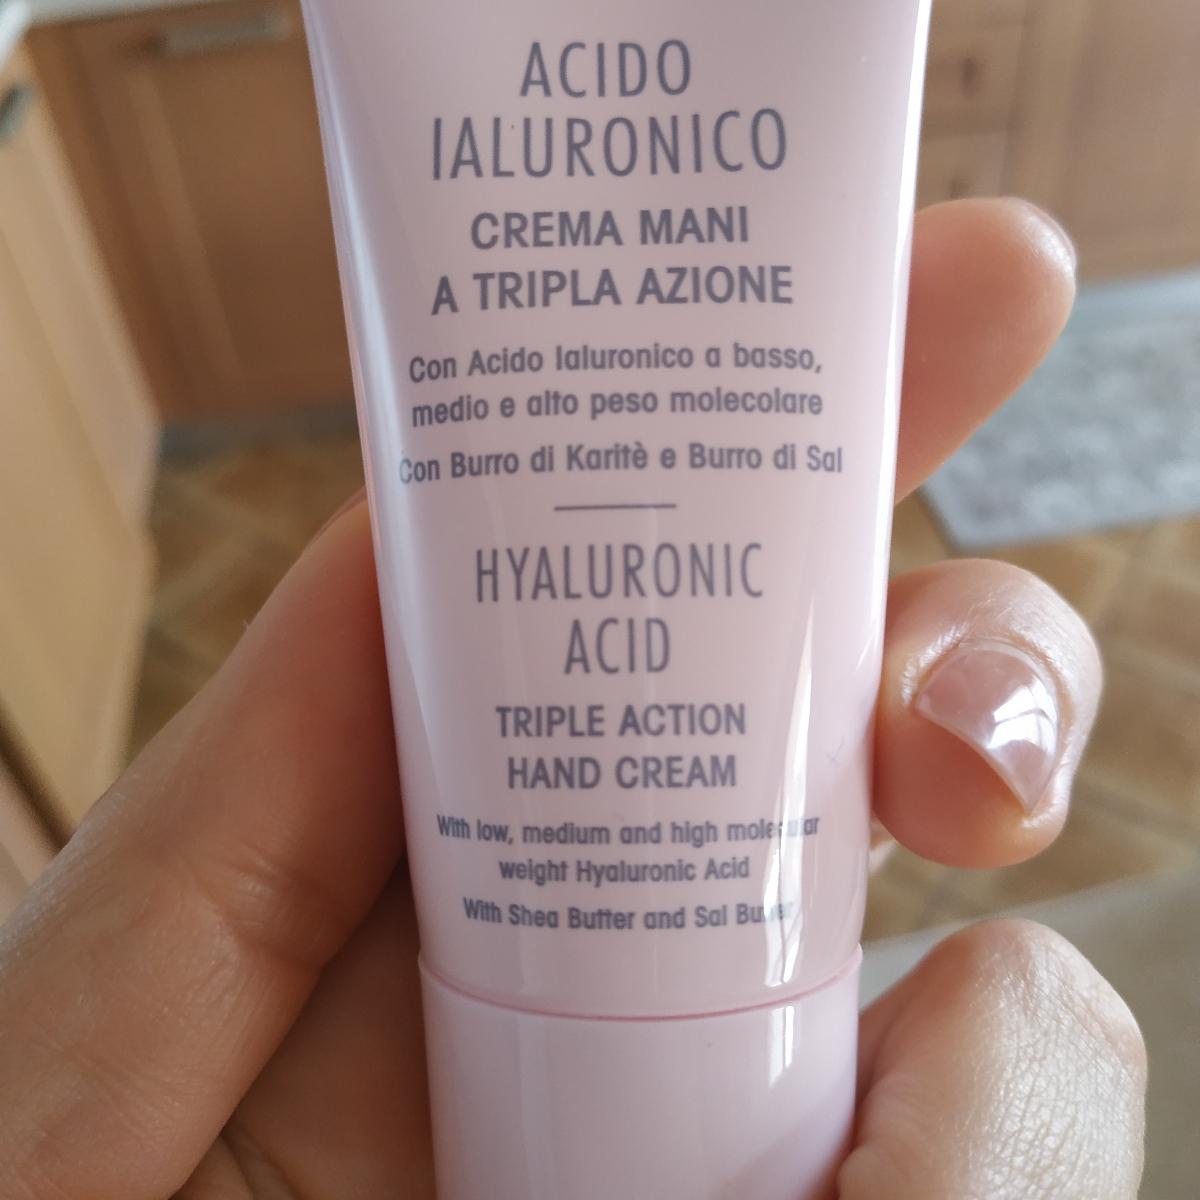 ACIDO
IALURONICO
CREMA MANI
A TRIPLA AZIONE
Con Acido Ialuronico a basso,
medio e alto peso molecolare
Con Burro di Karitè e Burro di Sal
HYALURONIC
ACID
TRIPLE ACTION
HAND CREAM
With low, medium and high molecular
weight Hyaluronic Acid
With Shea Butter and Sal Butter